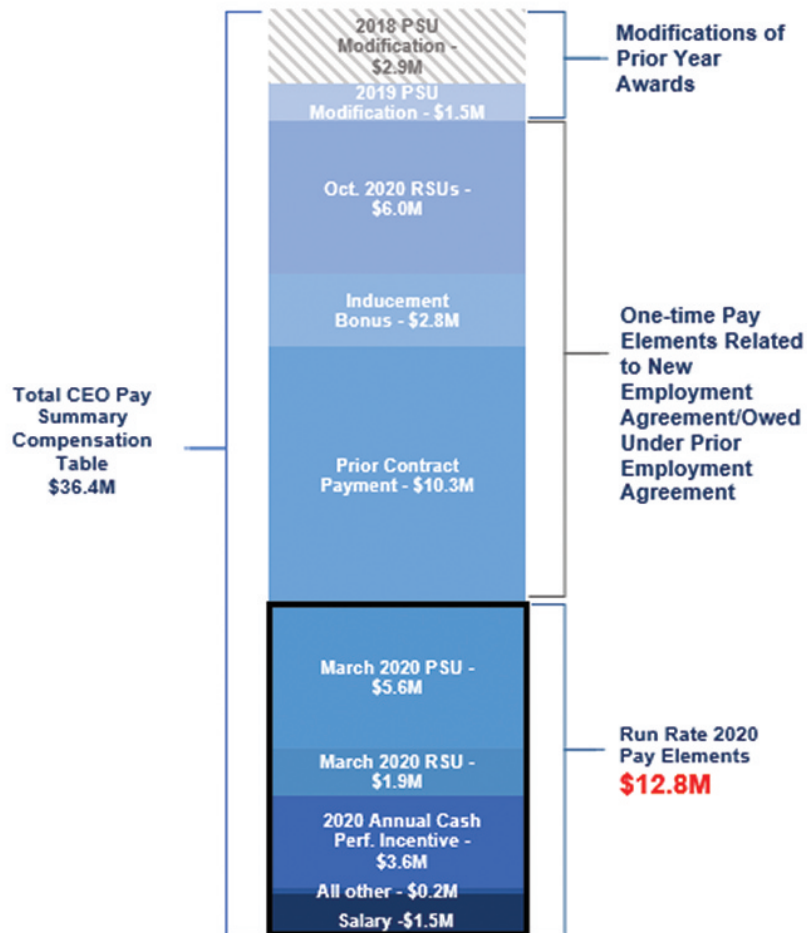 2018 PSU
Modification -
$2.9M
2019 PSU
Modification - $1.5M
Modifications of
Prior Year
Awards
Oct. 2020 RSUs -
$6.0M
Inducement
Bonus - $2.8M
Prior Contract
Payment - $10.3M
One-time Pay
Elements Related
to New
Employment
Agreement/Owed
Under Prior
Employment
Agreement
Total CEO Pay
Summary
Compensation
Table
$36.4M
March 2020 PSU -
$5.6M
March 2020 RSU -
$1.9M
2020 Annual Cash
Perf. Incentive -
$3.6M
All other - $0.2M
Salary -$1.5M
Run Rate 2020
Pay Elements
$12.8M